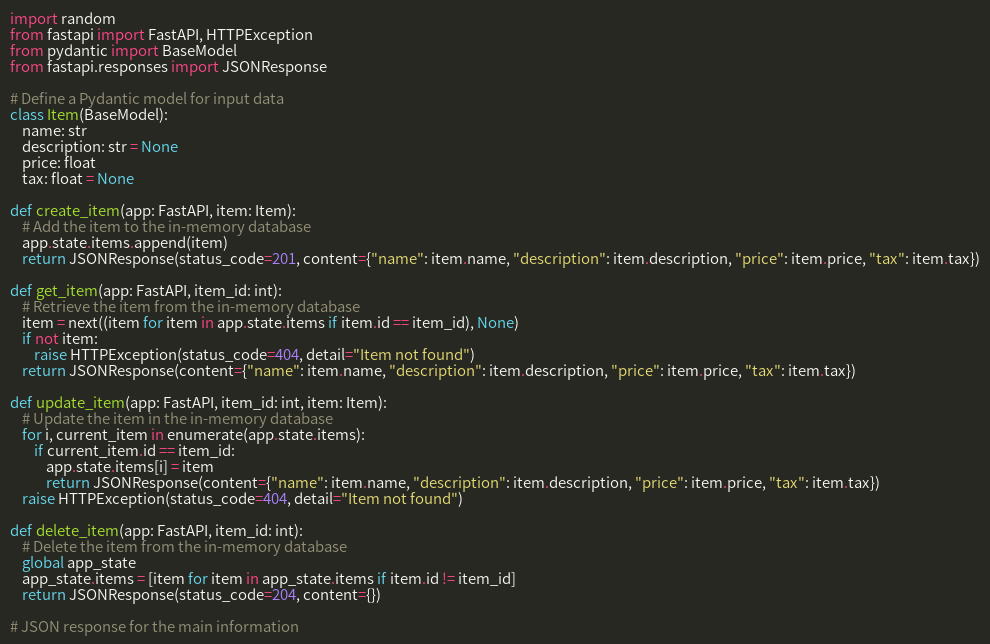 import random
from fastapi import FastAPI, HTTPException
from pydantic import BaseModel
from fastapi.responses import JSONResponse

# Define a Pydantic model for input data
class Item(BaseModel):
    name: str
    description: str = None
    price: float
    tax: float = None

def create_item(app: FastAPI, item: Item):
    # Add the item to the in-memory database
    app.state.items.append(item)
    return JSONResponse(status_code=201, content={"name": item.name, "description": item.description, "price": item.price, "tax": item.tax})

def get_item(app: FastAPI, item_id: int):
    # Retrieve the item from the in-memory database
    item = next((item for item in app.state.items if item.id == item_id), None)
    if not item:
        raise HTTPException(status_code=404, detail="Item not found")
    return JSONResponse(content={"name": item.name, "description": item.description, "price": item.price, "tax": item.tax})

def update_item(app: FastAPI, item_id: int, item: Item):
    # Update the item in the in-memory database
    for i, current_item in enumerate(app.state.items):
        if current_item.id == item_id:
            app.state.items[i] = item
            return JSONResponse(content={"name": item.name, "description": item.description, "price": item.price, "tax": item.tax})
    raise HTTPException(status_code=404, detail="Item not found")

def delete_item(app: FastAPI, item_id: int):
    # Delete the item from the in-memory database
    global app_state
    app_state.items = [item for item in app_state.items if item.id != item_id]
    return JSONResponse(status_code=204, content={})

# JSON response for the main information